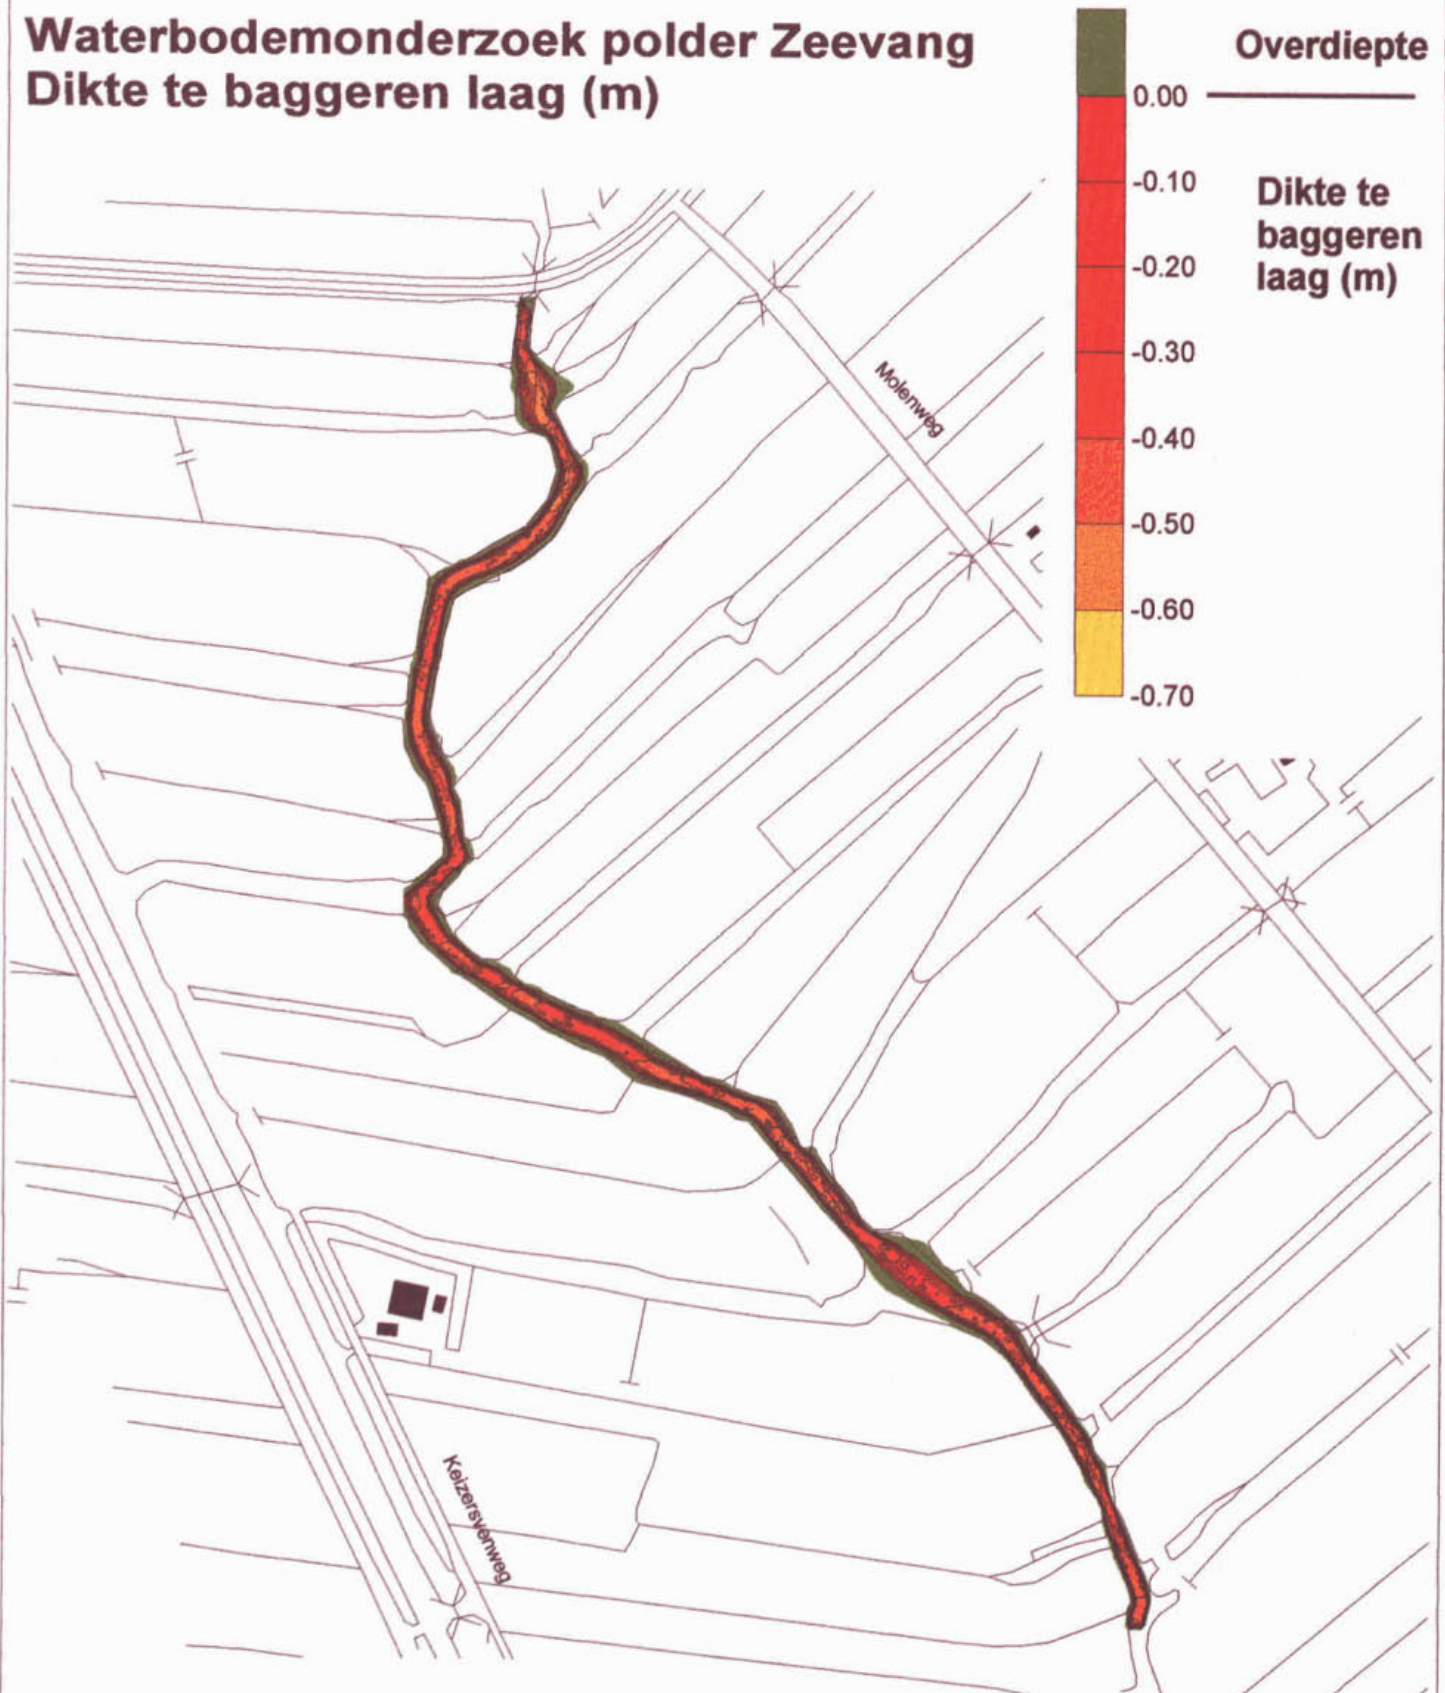 Waterbodemonderzoek polder Zeevang
Dikte te baggeren laag (m)
Overdiepte
0.00
-0.10
Dikte te
baggeren
laag (m)
-0.20
-0.30
-0.40
-0.50
-0.60
-0.70
Molenweg
Keizersvenweg